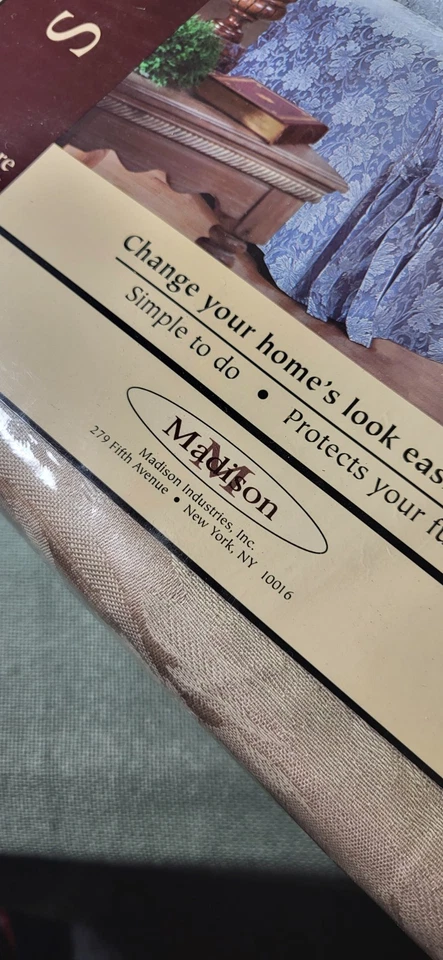 S
re
Change your home's look eas
Simple to do • Protects your fu
M
Madison
Madison Industries, Inc.
279 Fifth Avenue • New York, NY 10016